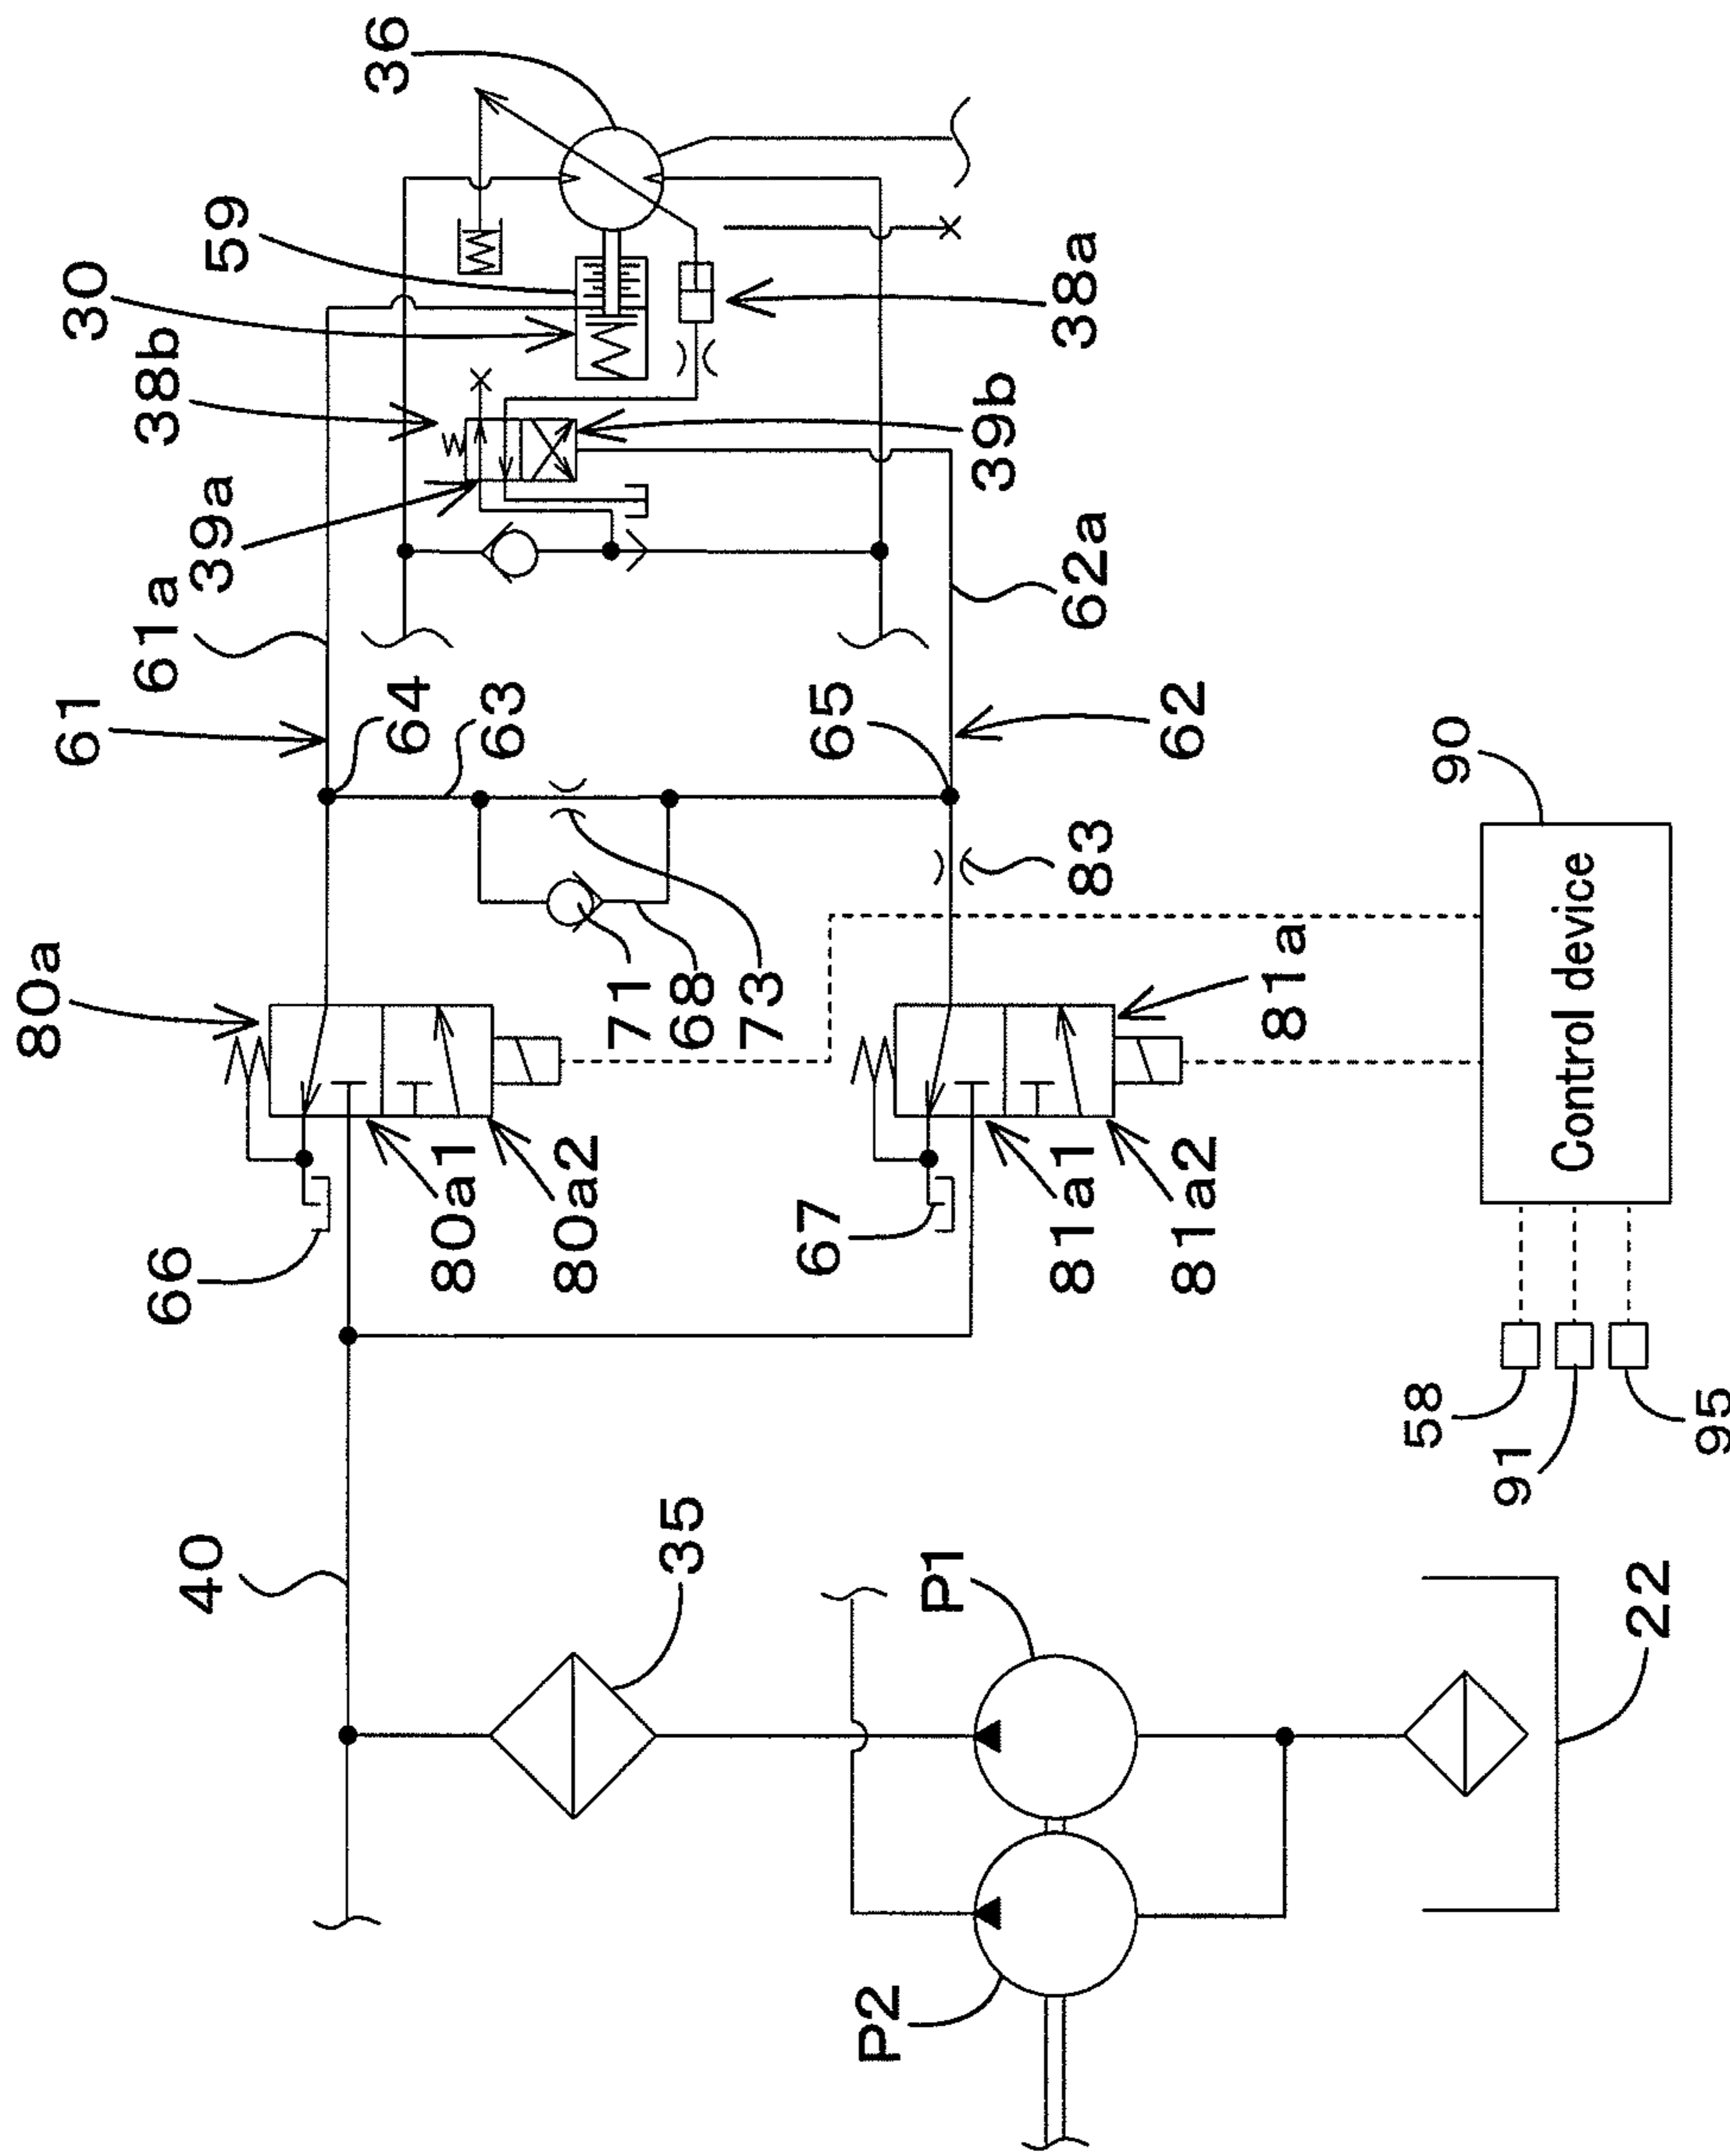 36
59
30
38b
38a
39b
39a
61a
62a
61
64
63
65
62
90
83
Control device
80a
71
68
73
81a
80a1
80a2
67
81a1
81a2
66
58
91
95
40
35
P1
22
P2